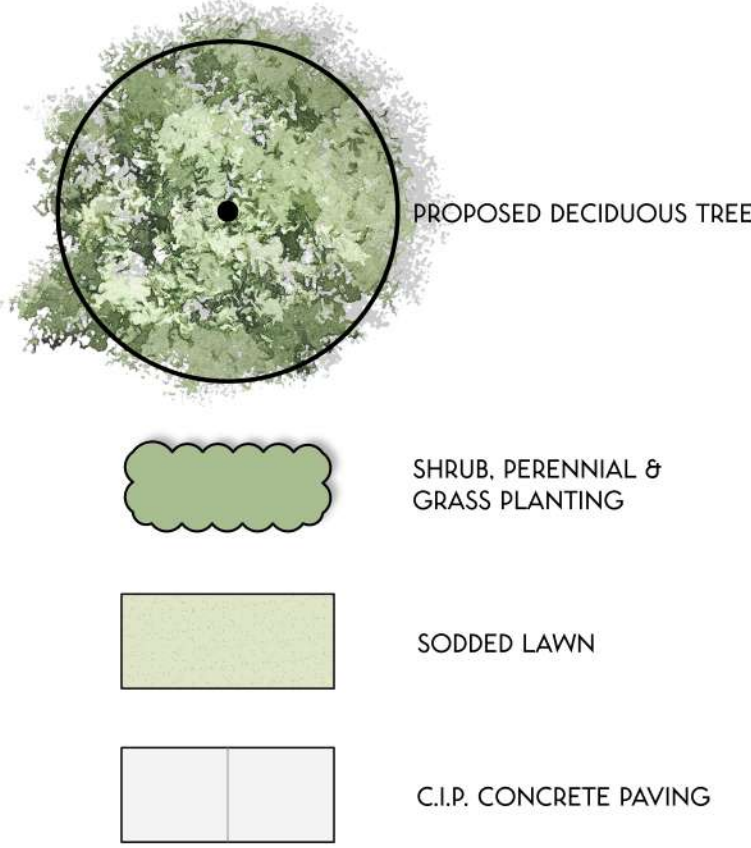 PROPOSED DECIDUOUS TREE
SHRUB, PERENNIAL &
GRASS PLANTING
SODDED LAWN
C.I.P. CONCRETE PAVING